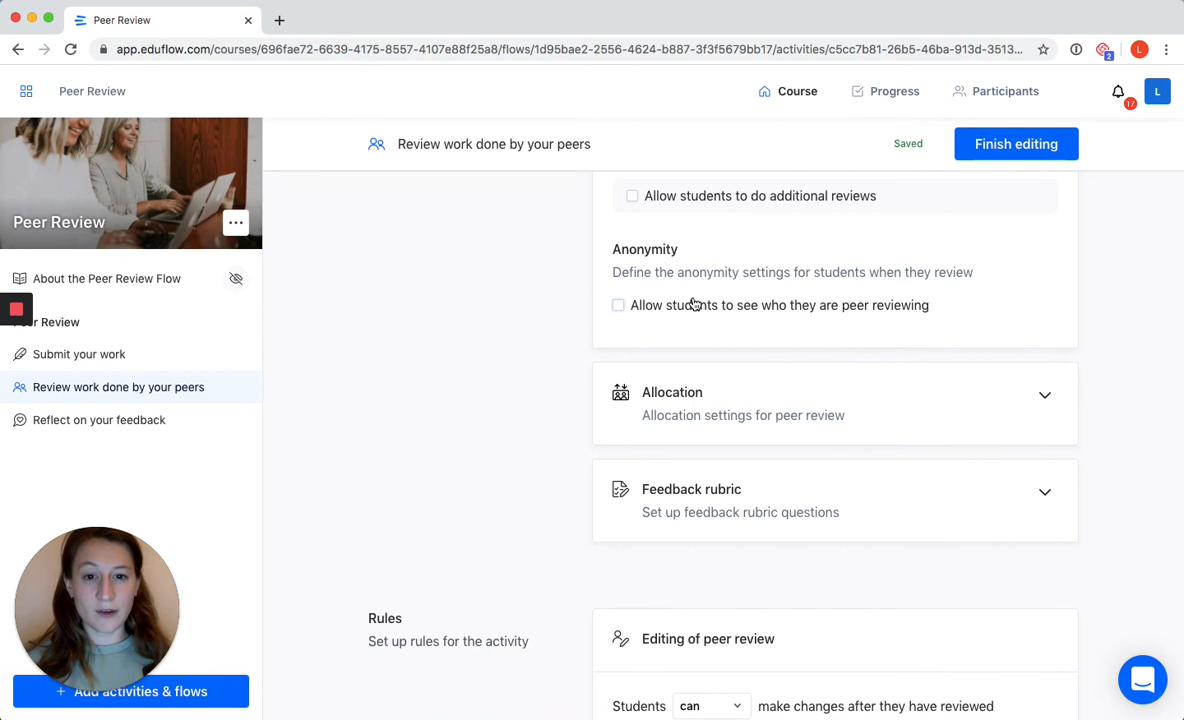 Peer Review
app.eduflow.com/courses/696fae72-6639-4175-8557-4107e88f25a8/flows/1d95bae2-2556-4624-b887-3f3f5679bb17/activities/c5cc7b81-26b5-46ba-913d-3513...
2
L
Peer Review
Course
Progress
Participants
17
L
Review work done by your peers
Saved
Finish editing
Peer Review
About the Peer Review Flow
r Review
Submit your work
Review work done by your peers
Reflect on your feedback
+ Add activities & flows
Allow students to do additional reviews
Anonymity
Define the anonymity settings for students when they review
Allow students to see who they are peer reviewing
Allocation
Allocation settings for peer review
Feedback rubric
Set up feedback rubric questions
Rules
Set up rules for the activity
Editing of peer review
Students can make changes after they have reviewed